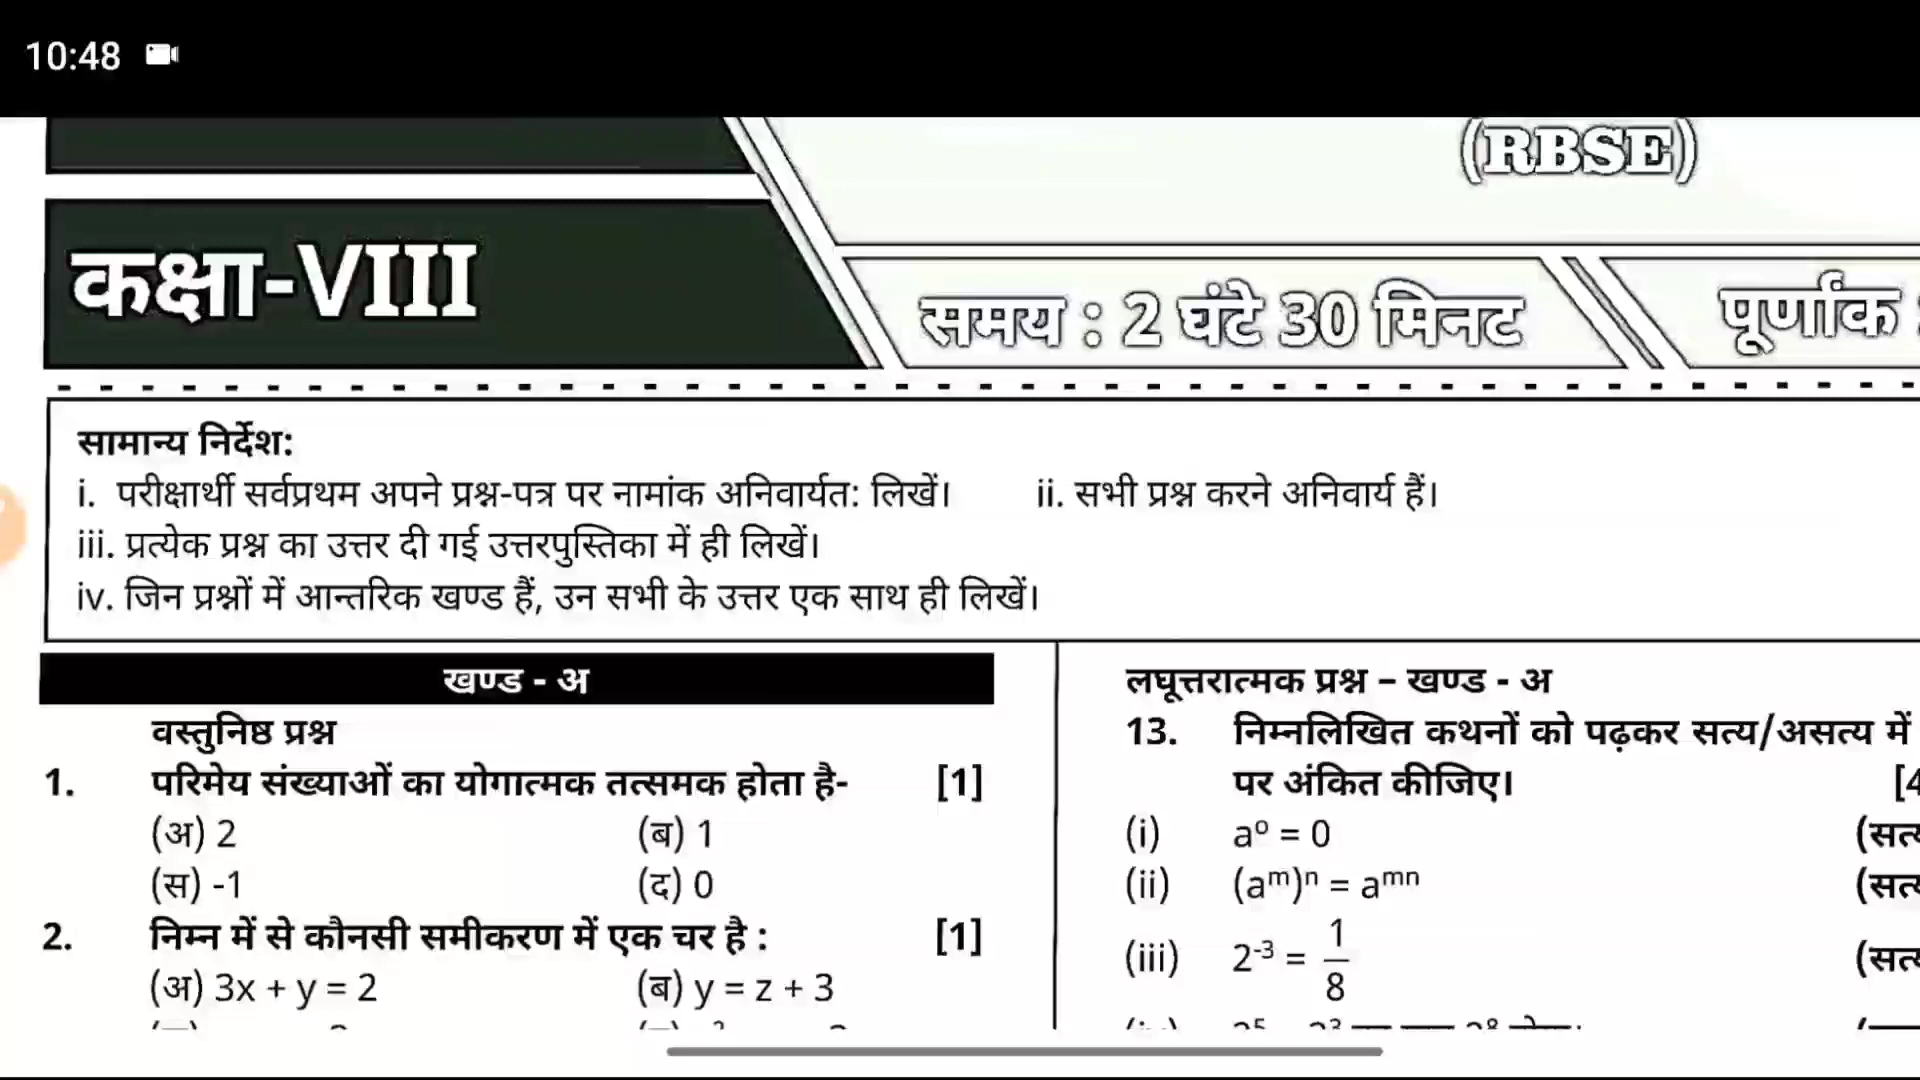 10:48
(RBSE)
कक्षा-VIII
समय : 2 घंटे 30 मिनट
पूर्णांक
सामान्य निर्देश:
i. परीक्षार्थी सर्वप्रथम अपने प्रश्न-पत्र पर नामांक अनिवार्यत: लिखें।
ii. सभी प्रश्न करने अनिवार्य हैं।
iii. प्रत्येक प्रश्न का उत्तर दी गई उत्तरपुस्तिका में ही लिखें।
iv. जिन प्रश्नों में आन्तरिक खण्ड हैं, उन सभी के उत्तर एक साथ ही लिखें।
खण्ड - अ
वस्तुनिष्ठ प्रश्न
1. परिमेय संख्याओं का योगात्मक तत्समक होता है- [1]
(अ) 2 (ब) 1
(स) -1 (द) 0
2. निम्न में से कौनसी समीकरण में एक चर है : [1]
(अ) 3x + y = 2 (ब) y = z + 3
लघूत्तरात्मक प्रश्न – खण्ड - अ
13. निम्नलिखित कथनों को पढ़कर सत्य/असत्य में
पर अंकित कीजिए। [4
(i) aº = 0
(ii) (aᵐ)ⁿ = aᵐⁿ
(iii) 2⁻³ = 1/8